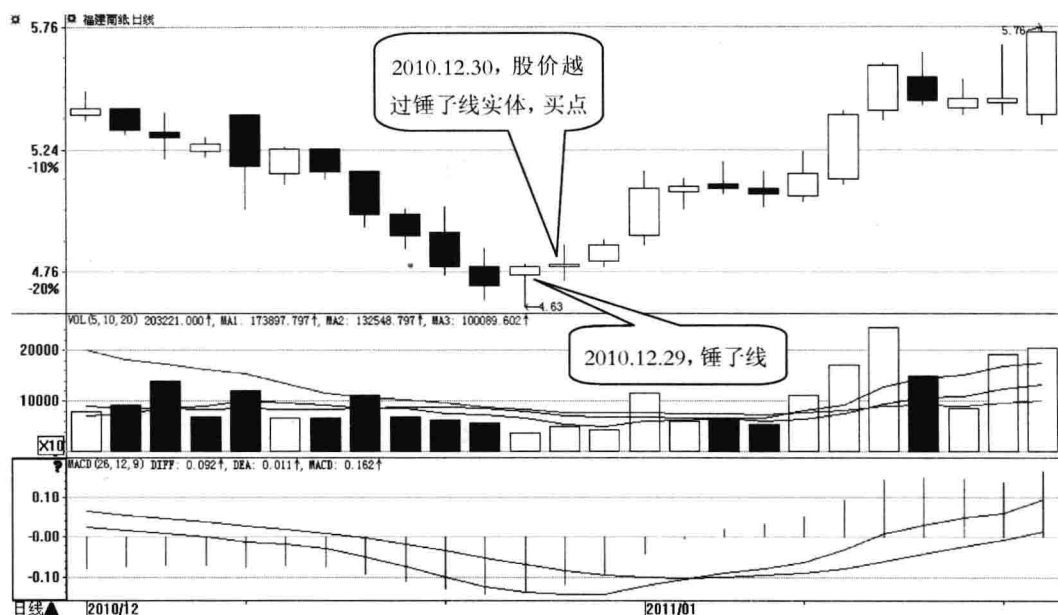 福建南纸日线
5.76
5.76
2010.12.30，股价越
过锤子线实体，买点
5.24
-10%
4.76
-20%
4.63
VOL(5,10,20) 203221.000↑, MA1: 173897.797↑, MA2: 132548.797↑, MA3: 100089.602↑
2010.12.29，锤子线
20000
10000
X10
MACD(26,12,9) DIFF: 0.092↑, DEA: 0.011↑, MACD: 0.162↑
?
0.10
-0.00
-0.10
日线▲ 2010/12 2011/01